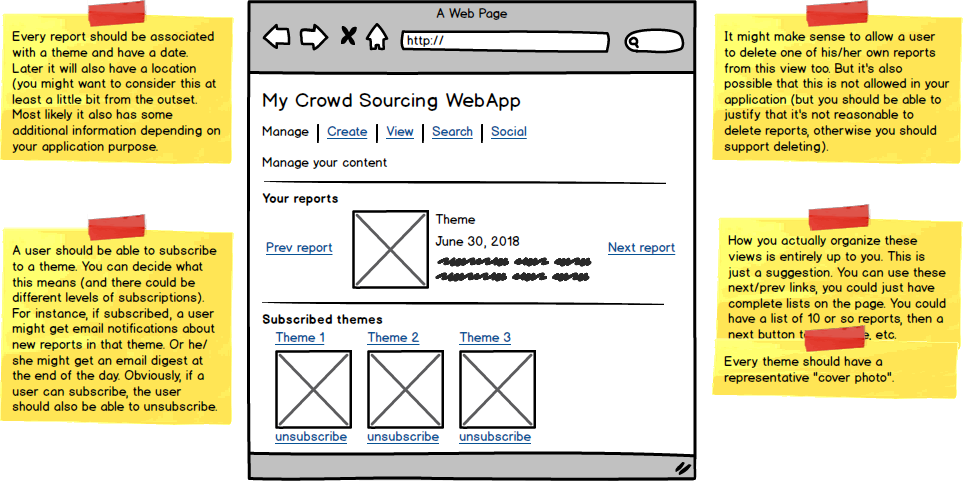 Every report should be associated
with a theme and have a date.
Later it will also have a location
(you might want to consider this at
least a little bit from the outset.
Most likely it also has some
additional information depending on
your application purpose.
A user should be able to subscribe
to a theme. You can decide what
this means (and there could be
different levels of subscriptions).
For instance, if subscribed, a user
might get email notifications about
new reports in that theme. Or he/
she might get an email digest at
the end of the day. Obviously, if a
user can subscribe, the user
should also be able to unsubscribe.
A Web Page
http://
My Crowd Sourcing WebApp
Manage Create View Search Social
Manage your content
Your reports
Prev report
Theme
June 30, 2018
Next report
Subscribed themes
Theme 1 Theme 2 Theme 3
unsubscribe unsubscribe unsubscribe
It might make sense to allow a user
to delete one of his/her own reports
from this view too. But it's also
possible that this is not allowed in your
application (but you should be able to
justify that it's not reasonable to
delete reports, otherwise you should
support deleting).
How you actually organize these
views is entirely up to you. This is
just a suggestion. You can use these
next/prev links, you could just have
complete lists on the page. You could
have a list of 10 or so reports, then a
next button etc.
Every theme should have a
representative "cover photo".